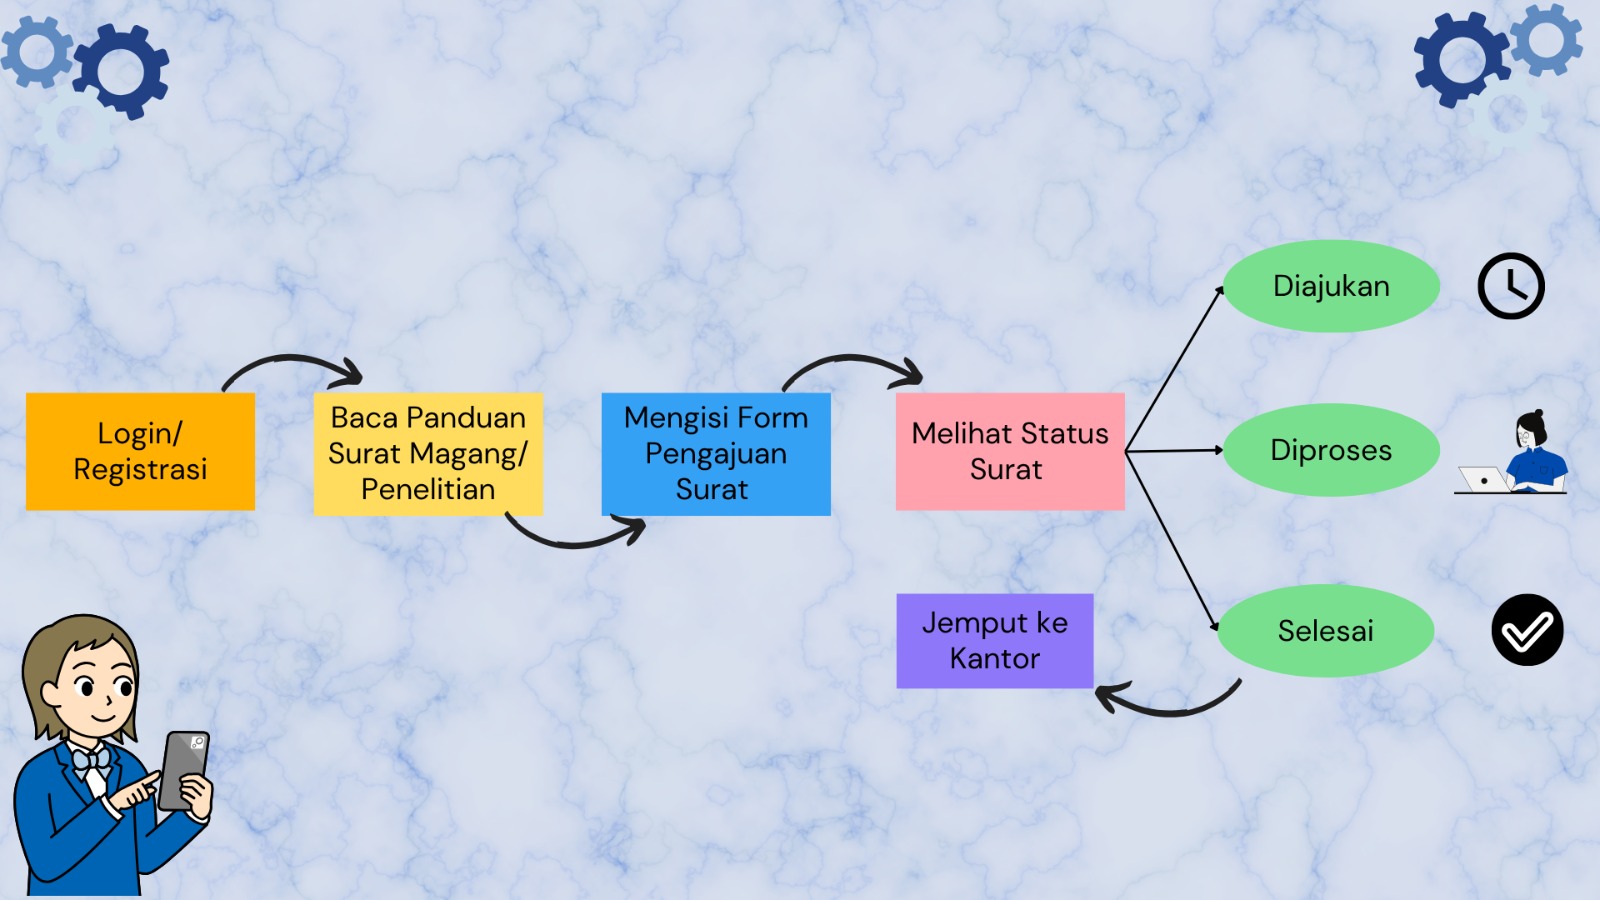 Login/
Registrasi
Baca Panduan
Surat Magang/
Penelitian
Mengisi Form
Pengajuan
Surat
Melihat Status
Surat
Diajukan
Diproses
Selesai
Jemput ke
Kantor